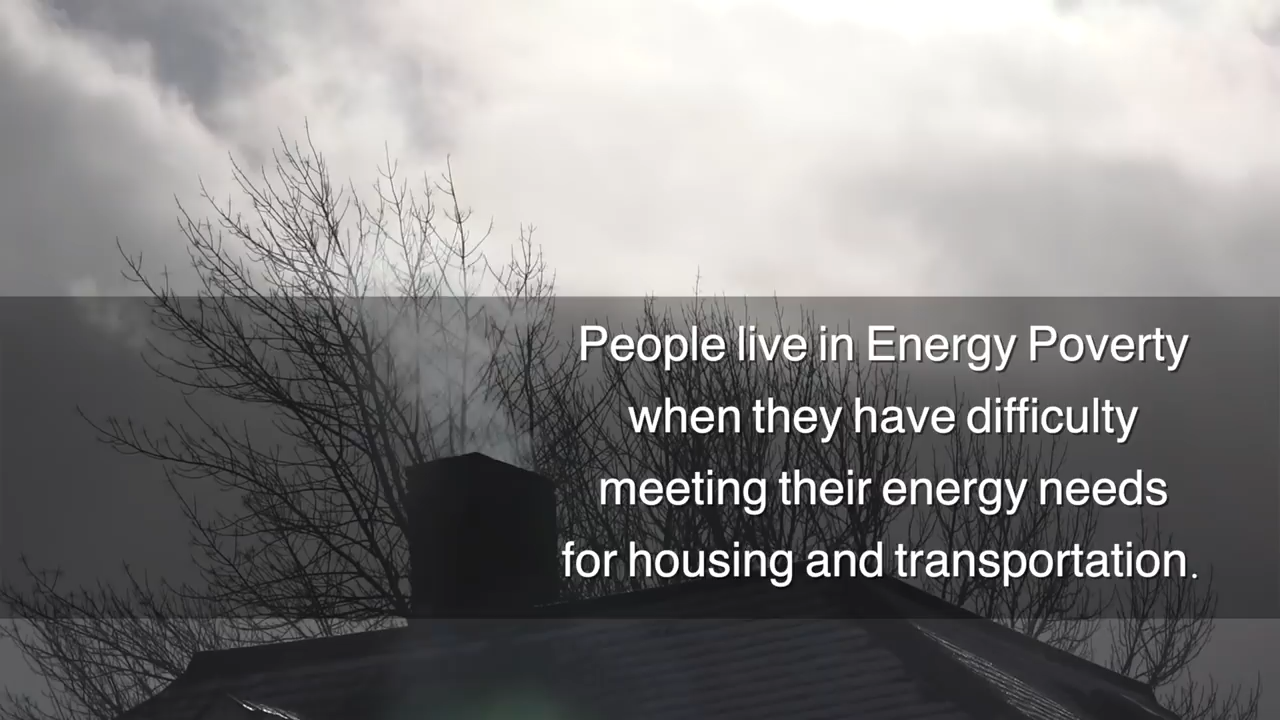 People live in Energy Poverty
when they have difficulty
meeting their energy needs
for housing and transportation.